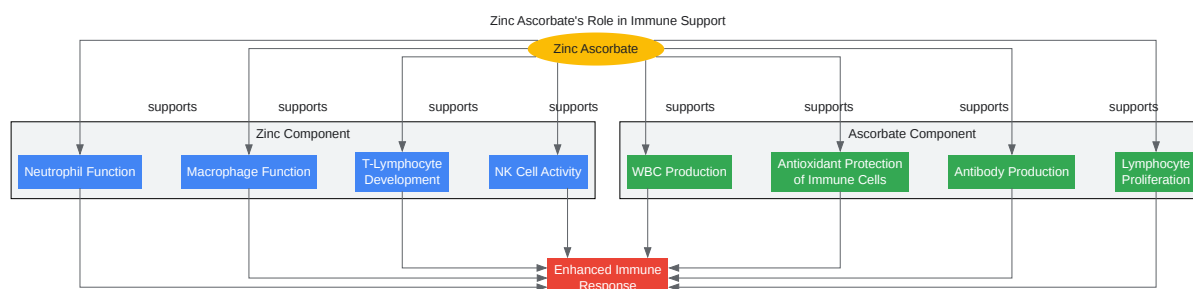 Zinc Ascorbate's Role in Immune Support
Zinc Ascorbate
supports
supports
supports
supports
supports
supports
supports
supports
Zinc Component
Ascorbate Component
Neutrophil Function
Macrophage Function
T-Lymphocyte
Development
NK Cell Activity
WBC Production
Antioxidant Protection
of Immune Cells
Antibody Production
Lymphocyte
Proliferation
Enhanced Immune
Response